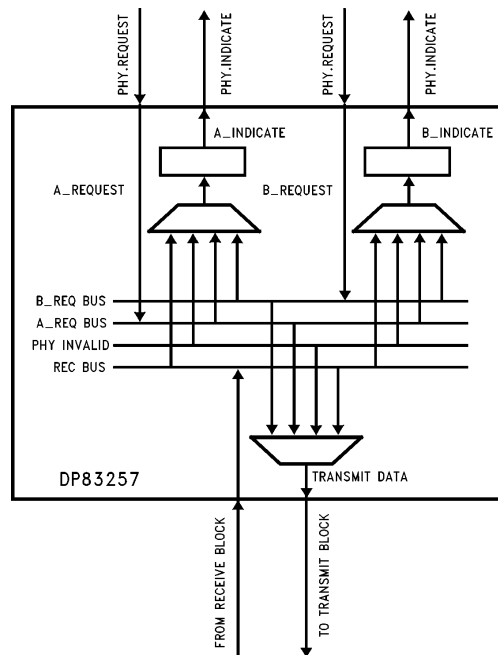 PHY.REQUEST
PHY.INDICATE
PHY.REQUEST
PHY.INDICATE
A_INDICATE
B_INDICATE
A_REQUEST
B_REQUEST
B_REQ BUS
A_REQ BUS
PHY INVALID
REC BUS
DP83257
TRANSMIT DATA
FROM RECEIVE BLOCK
TO TRANSMIT BLOCK